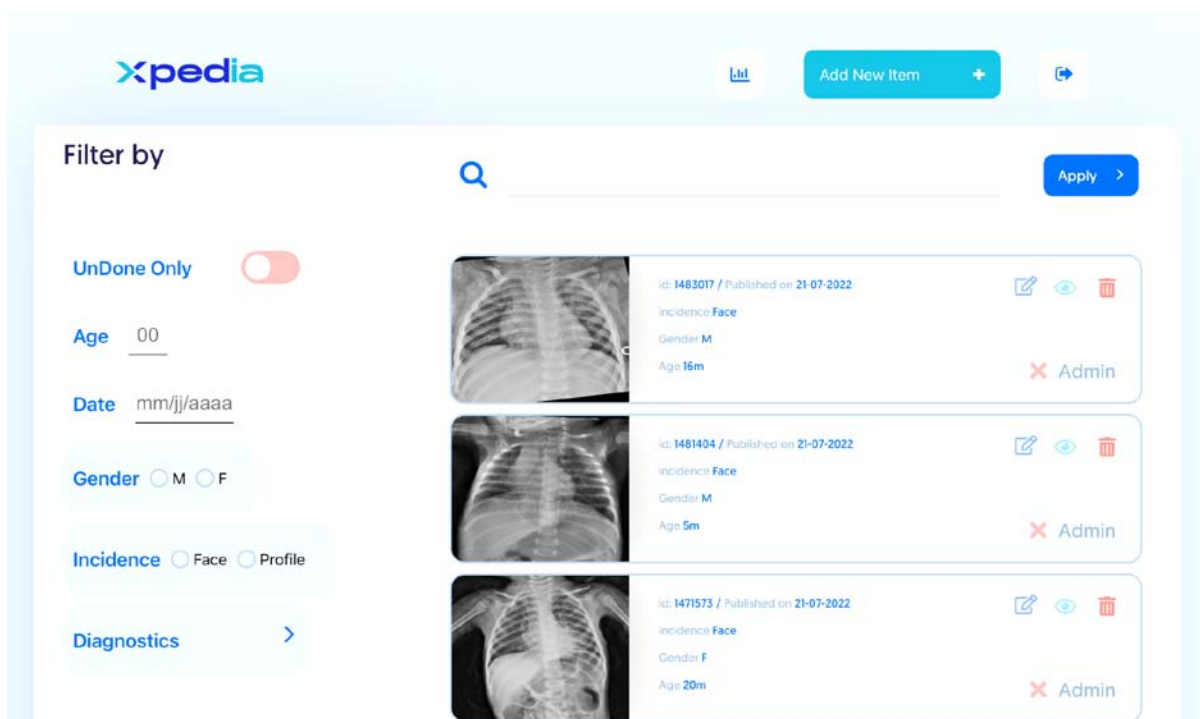 xpedia
Add New Item +
Filter by
Apply >
UnDone Only
Age 00
Date mm/jj/aaaa
Gender M F
Incidence Face Profile
Diagnostics >
id: 1483017 / Published on 21-07-2022
incidence Face
Gender M
Age 16m
Admin
id: 1481404 / Published on 21-07-2022
incidence Face
Gender M
Age 5m
Admin
id: 1471573 / Published on 21-07-2022
incidence Face
Gender F
Age 20m
Admin